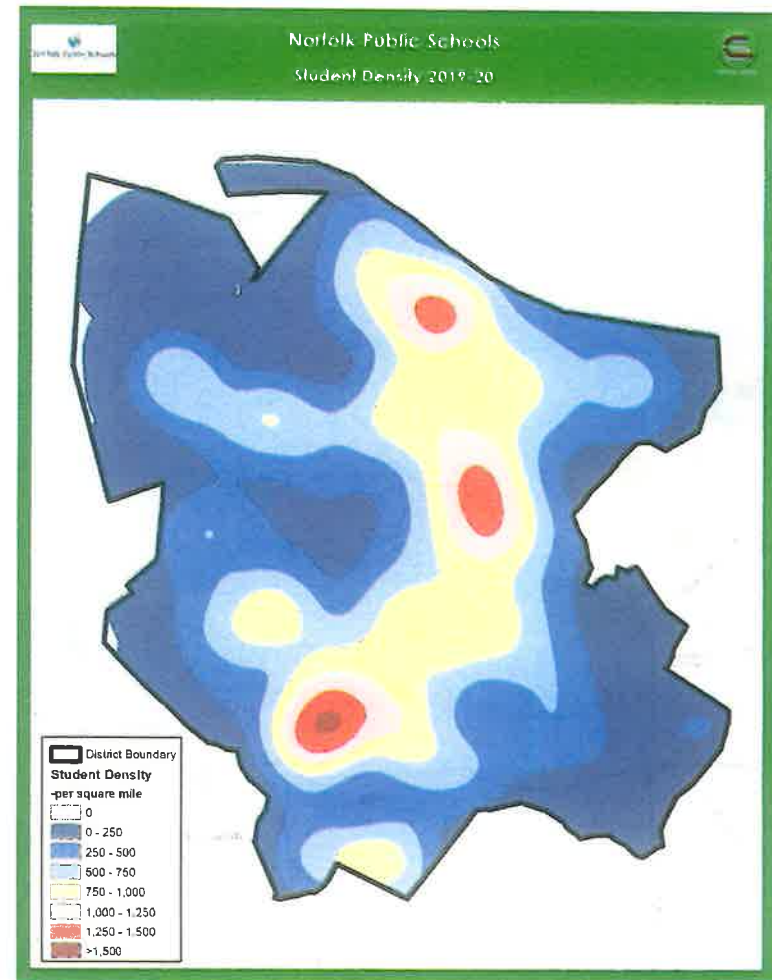 Norfolk Public Schools
Student Density 2019-20
District Boundary
Student Density
-per square mile
0
0 - 250
250 - 500
500 - 750
750 - 1,000
1,000 - 1,250
1,250 - 1,500
>1,500